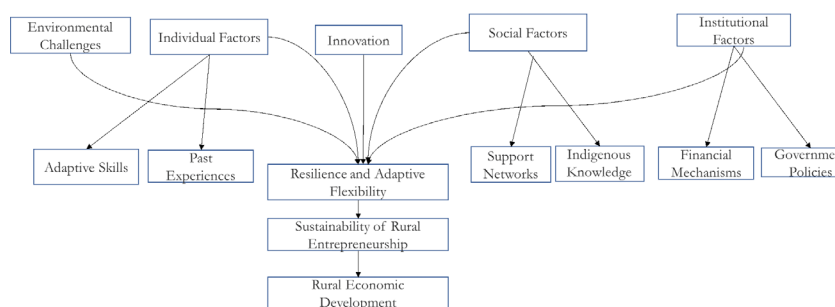 Environmental
Challenges
Individual Factors
Innovation
Social Factors
Institutional
Factors
Adaptive Skills
Past
Experiences
Resilience and Adaptive
Flexibility
Support
Networks
Indigenous
Knowledge
Financial
Mechanisms
Governme
Policies
Sustainability of Rural
Entrepreneurship
Rural Economic
Development